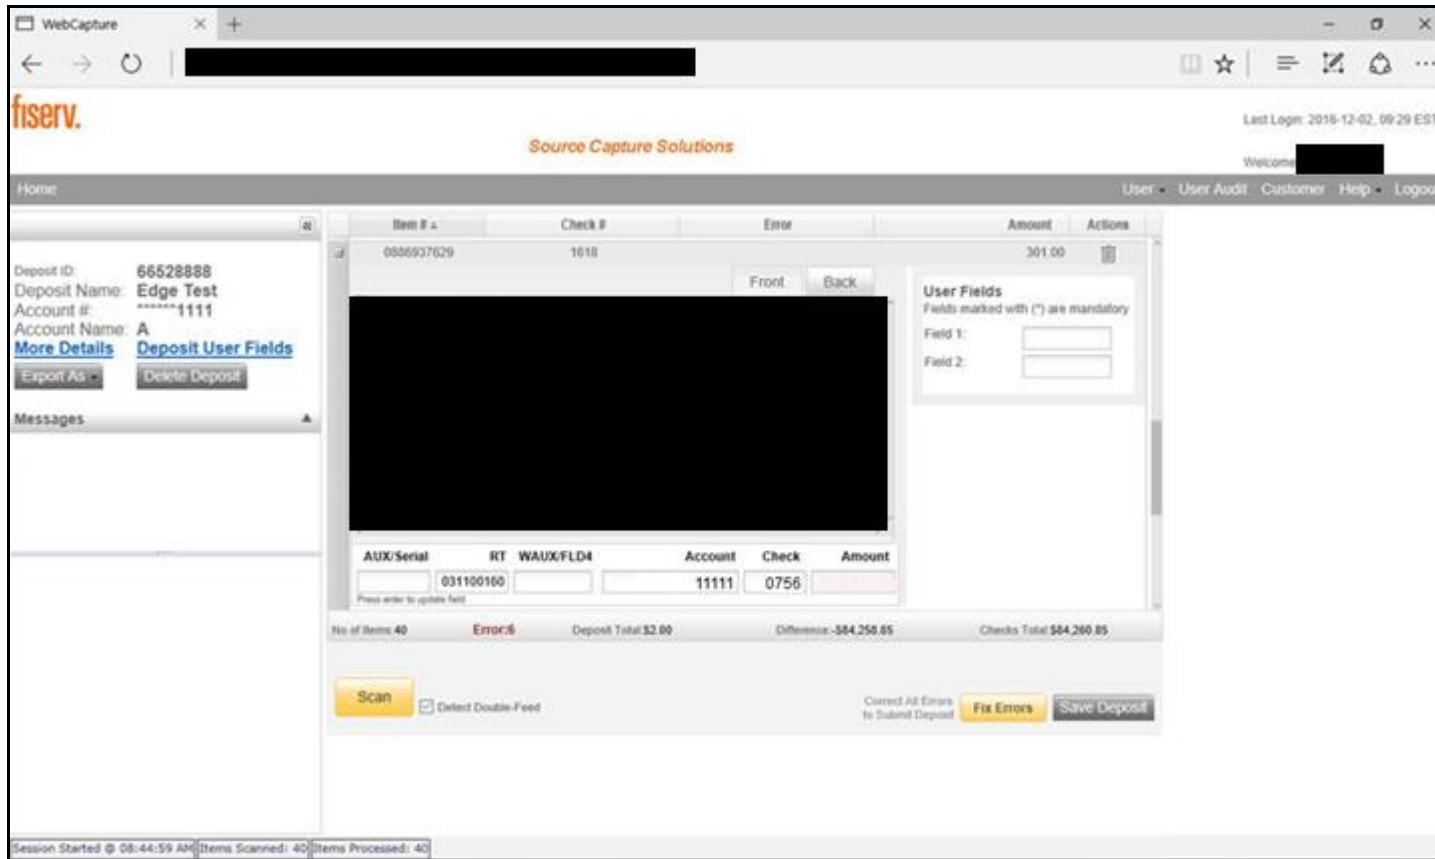 WebCapture
fiserv.
Last Login: 2016-12-02, 09:29 EST
Source Capture Solutions
Welcome
Home User User Audit Customer Help Logou
Item # Check # Error Amount Actions
0886937629 1618 301.00
Deposit ID: 66528888
Deposit Name: Edge Test
Account #: ******1111
Account Name: A
More Details Deposit User Fields
Export As Delete Deposit
Messages
Front Back
User Fields
Fields marked with (*) are mandatory
Field 1:
Field 2:
AUX/Serial RT WAUX/FLD4 Account Check Amount
031100160 11111 0756
Press enter to update field
No of Items:40 Error:6 Deposit Total:$2.00 Difference:-$84,258.85 Checks Total:$84,260.85
Scan Detect Double-Feed
Correct All Errors
to Submit Deposit
Fix Errors Save Deposit
Session Started @ 08:44:59 AM Items Scanned: 40 Items Processed: 40